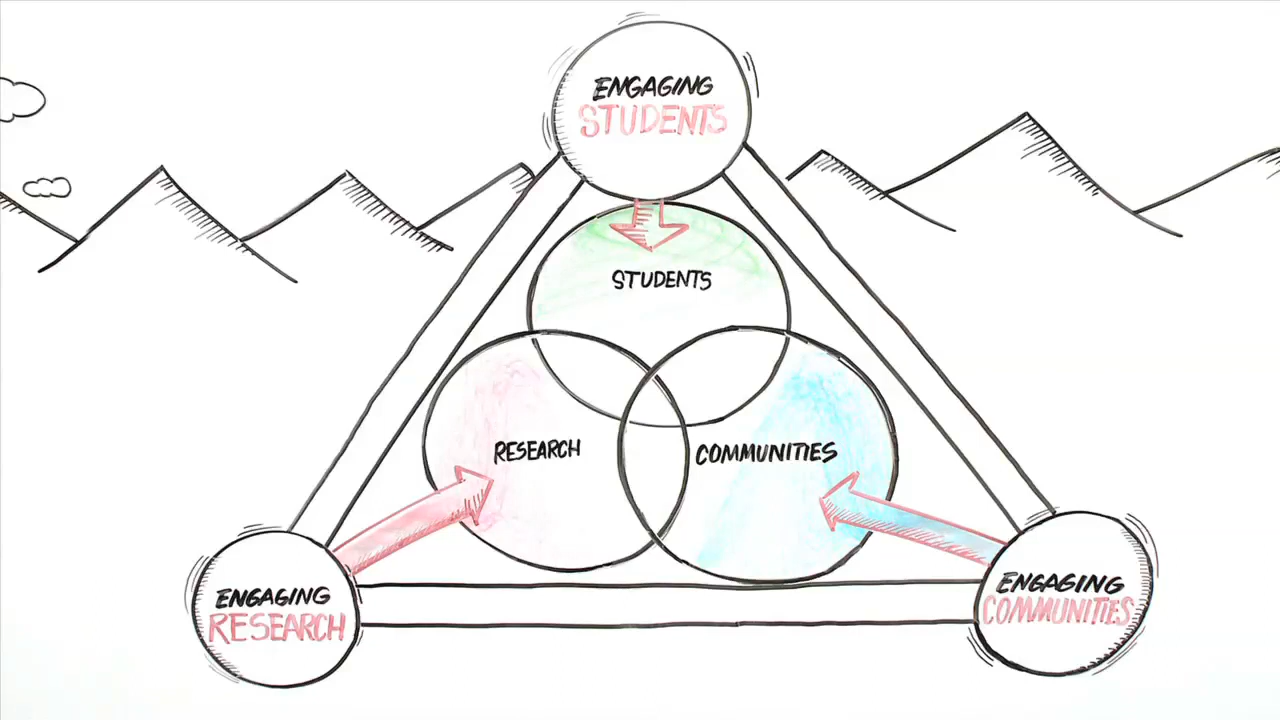 ENGAGING
STUDENTS
STUDENTS
RESEARCH
COMMUNITIES
ENGAGING
RESEARCH
ENGAGING
COMMUNITIES